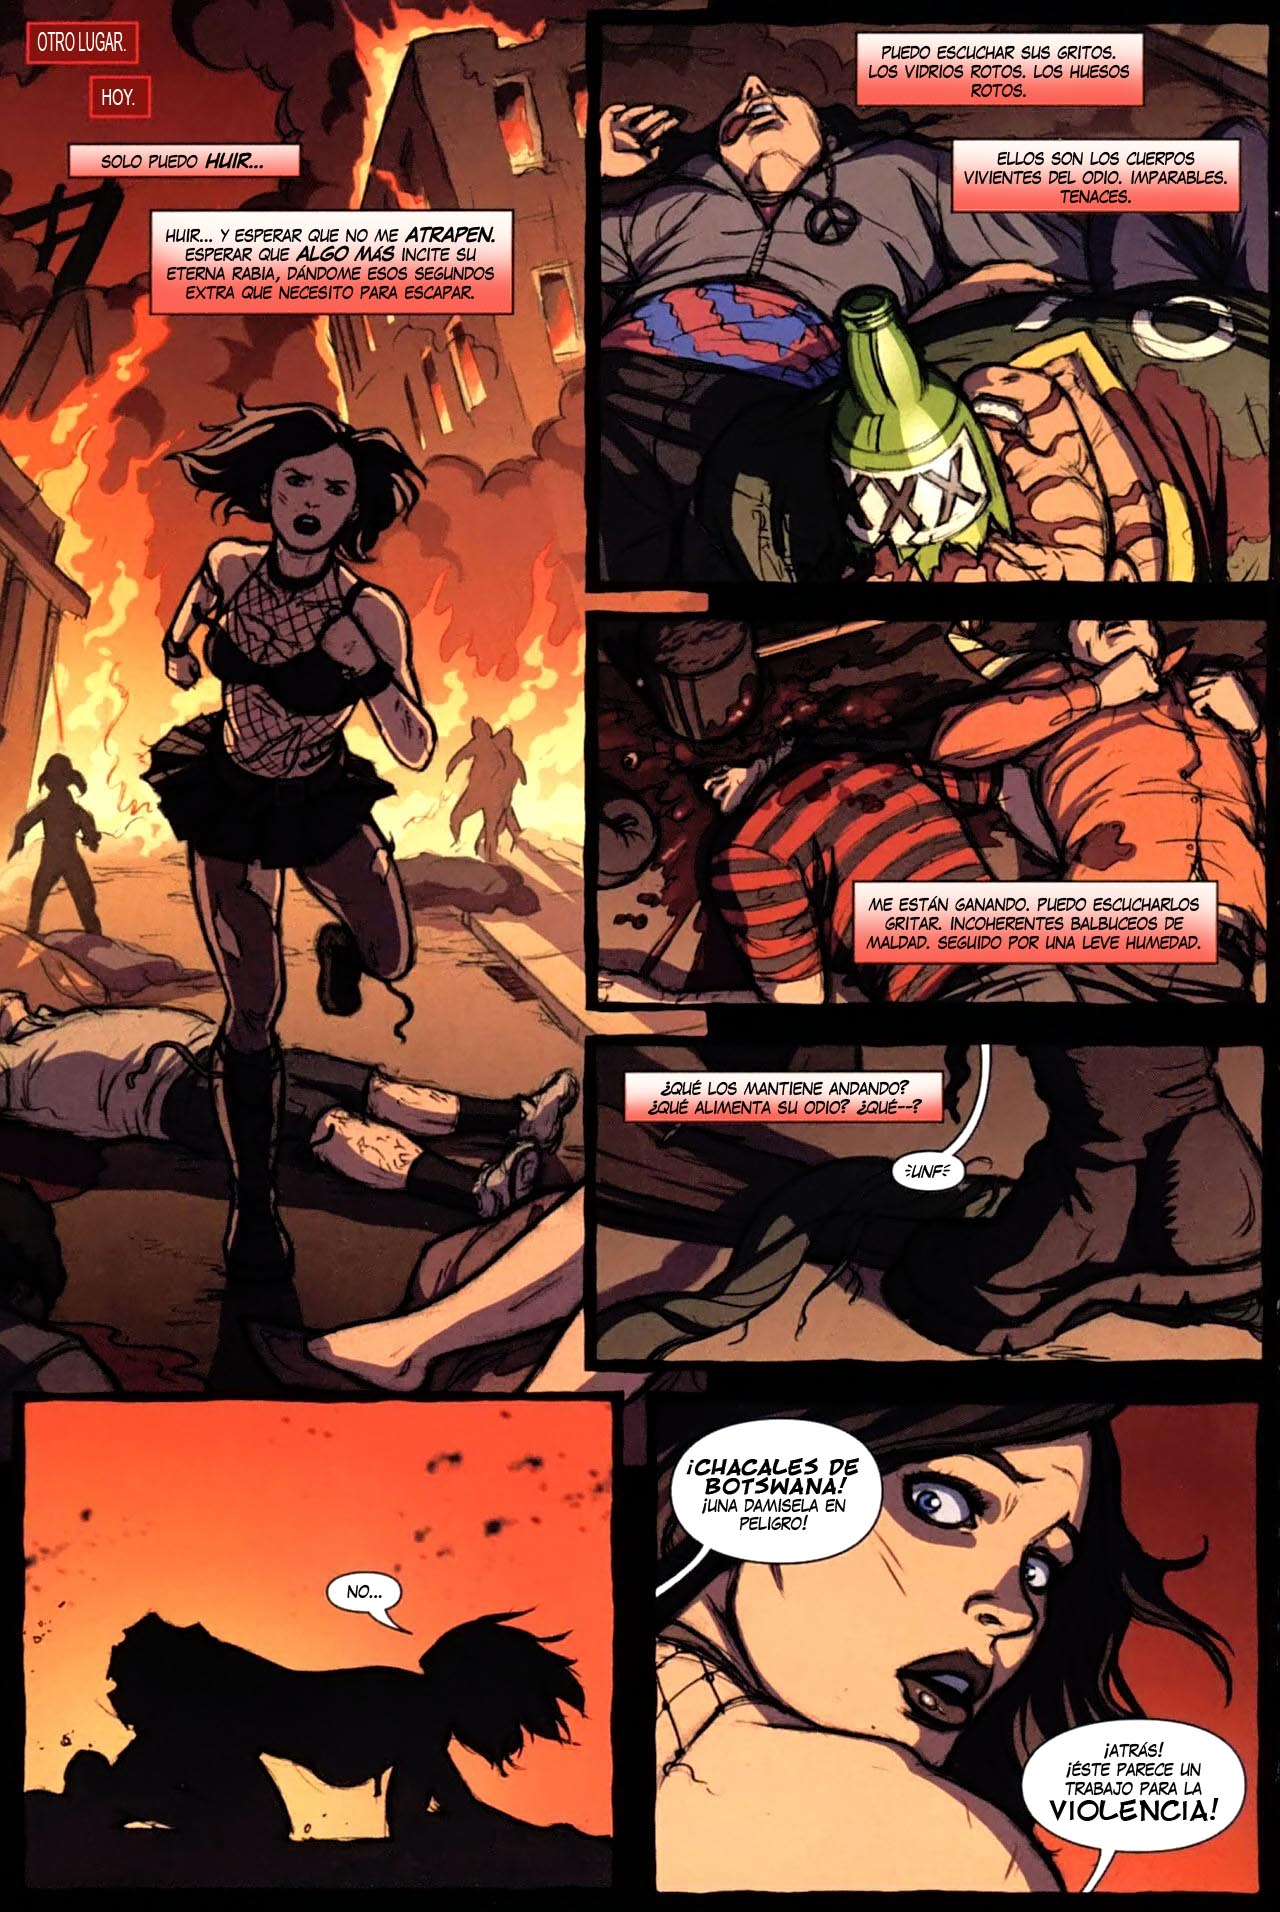 OTRO LUGAR.
HOY.
SOLO PUEDO HUIR...
HUIR... Y ESPERAR QUE NO ME ATRAPEN.
ESPERAR QUE ALGO MÁS INCITE SU
ETERNA RABIA, DÁNDOME ESOS SEGUNDOS
EXTRA QUE NECESITO PARA ESCAPAR.
PUEDO ESCUCHAR SUS GRITOS.
LOS VIDRIOS ROTOS. LOS HUESOS
ROTOS.
ELLOS SON LOS CUERPOS
VIVIENTES DEL ODIO. IMPARABLES.
TENACES.
XXX
ME ESTÁN GANANDO. PUEDO ESCUCHARLOS
GRITAR. INCOHERENTES BALBUCEOS DE
MALDAD. SEGUIDO POR UNA LEVE HUMEDAD.
¿QUÉ LOS MANTIENE ANDANDO?
¿QUÉ ALIMENTA SU ODIO? ¿QUÉ--?
UNF
NO...
¡CHACALES DE
BOTSWANA!
¡UNA DAMISELA EN
PELIGRO!
¡ATRÁS!
¡ÉSTE PARECE UN
TRABAJO PARA LA
VIOLENCIA!